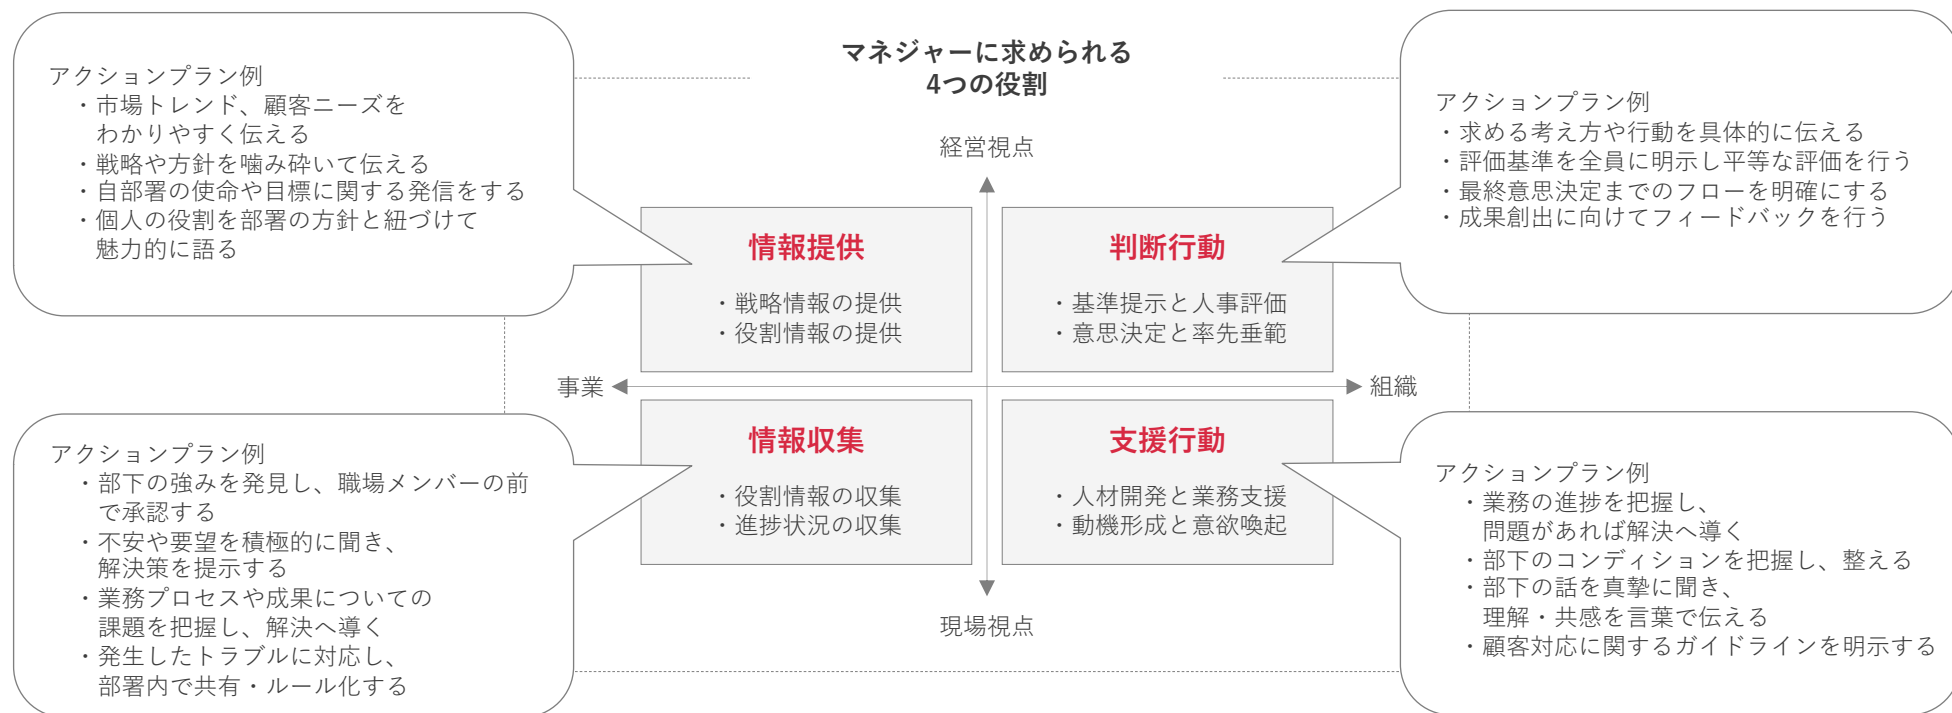 マネジャーに求められる
4つの役割
アクションプラン例
・市場トレンド、顧客ニーズを
わかりやすく伝える
・戦略や方針を噛み砕いて伝える
・自部署の使命や目標に関する発信をする
・個人の役割を部署の方針と紐づけて
魅力的に語る
アクションプラン例
・求める考え方や行動を具体的に伝える
・評価基準を全員に明示し平等な評価を行う
・最終意思決定までのフローを明確にする
・成果創出に向けてフィードバックを行う
経営視点
情報提供
・戦略情報の提供
・役割情報の提供
判断行動
・基準提示と人事評価
・意思決定と率先垂範
事業
組織
情報収集
・役割情報の収集
・進捗状況の収集
支援行動
・人材開発と業務支援
・動機形成と意欲喚起
現場視点
アクションプラン例
・部下の強みを発見し、職場メンバーの前
で承認する
・不安や要望を積極的に聞き、
解決策を提示する
・業務プロセスや成果についての
課題を把握し、解決へ導く
・発生したトラブルに対応し、
部署内で共有・ルール化する
アクションプラン例
・業務の進捗を把握し、
問題があれば解決へ導く
・部下のコンディションを把握し、整える
・部下の話を真摯に聞き、
理解・共感を言葉で伝える
・顧客対応に関するガイドラインを明示する